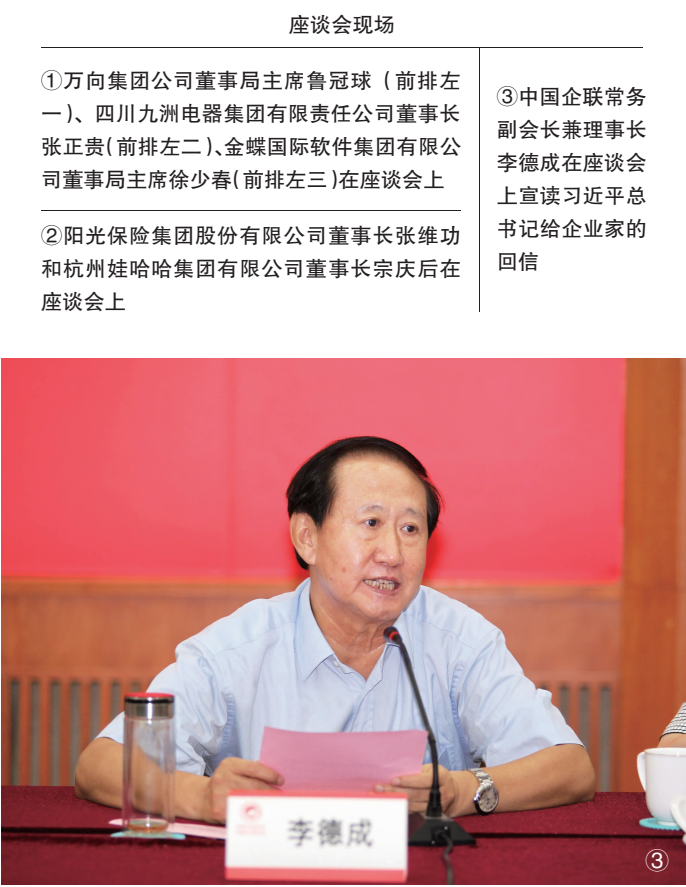 座谈会现场
①万向集团公司董事局主席鲁冠球（前排左
一）、四川九洲电器集团有限责任公司董事长
张正贵（前排左二）、金蝶国际软件集团有限公
司董事局主席徐少春（前排左三）在座谈会上
②阳光保险集团股份有限公司董事长张维功
和杭州娃哈哈集团有限公司董事长宗庆后在
座谈会上
③中国企联常务
副会长兼理事长
李德成在座谈会
上宣读习近平总
书记给企业家的
回信
李德成
③